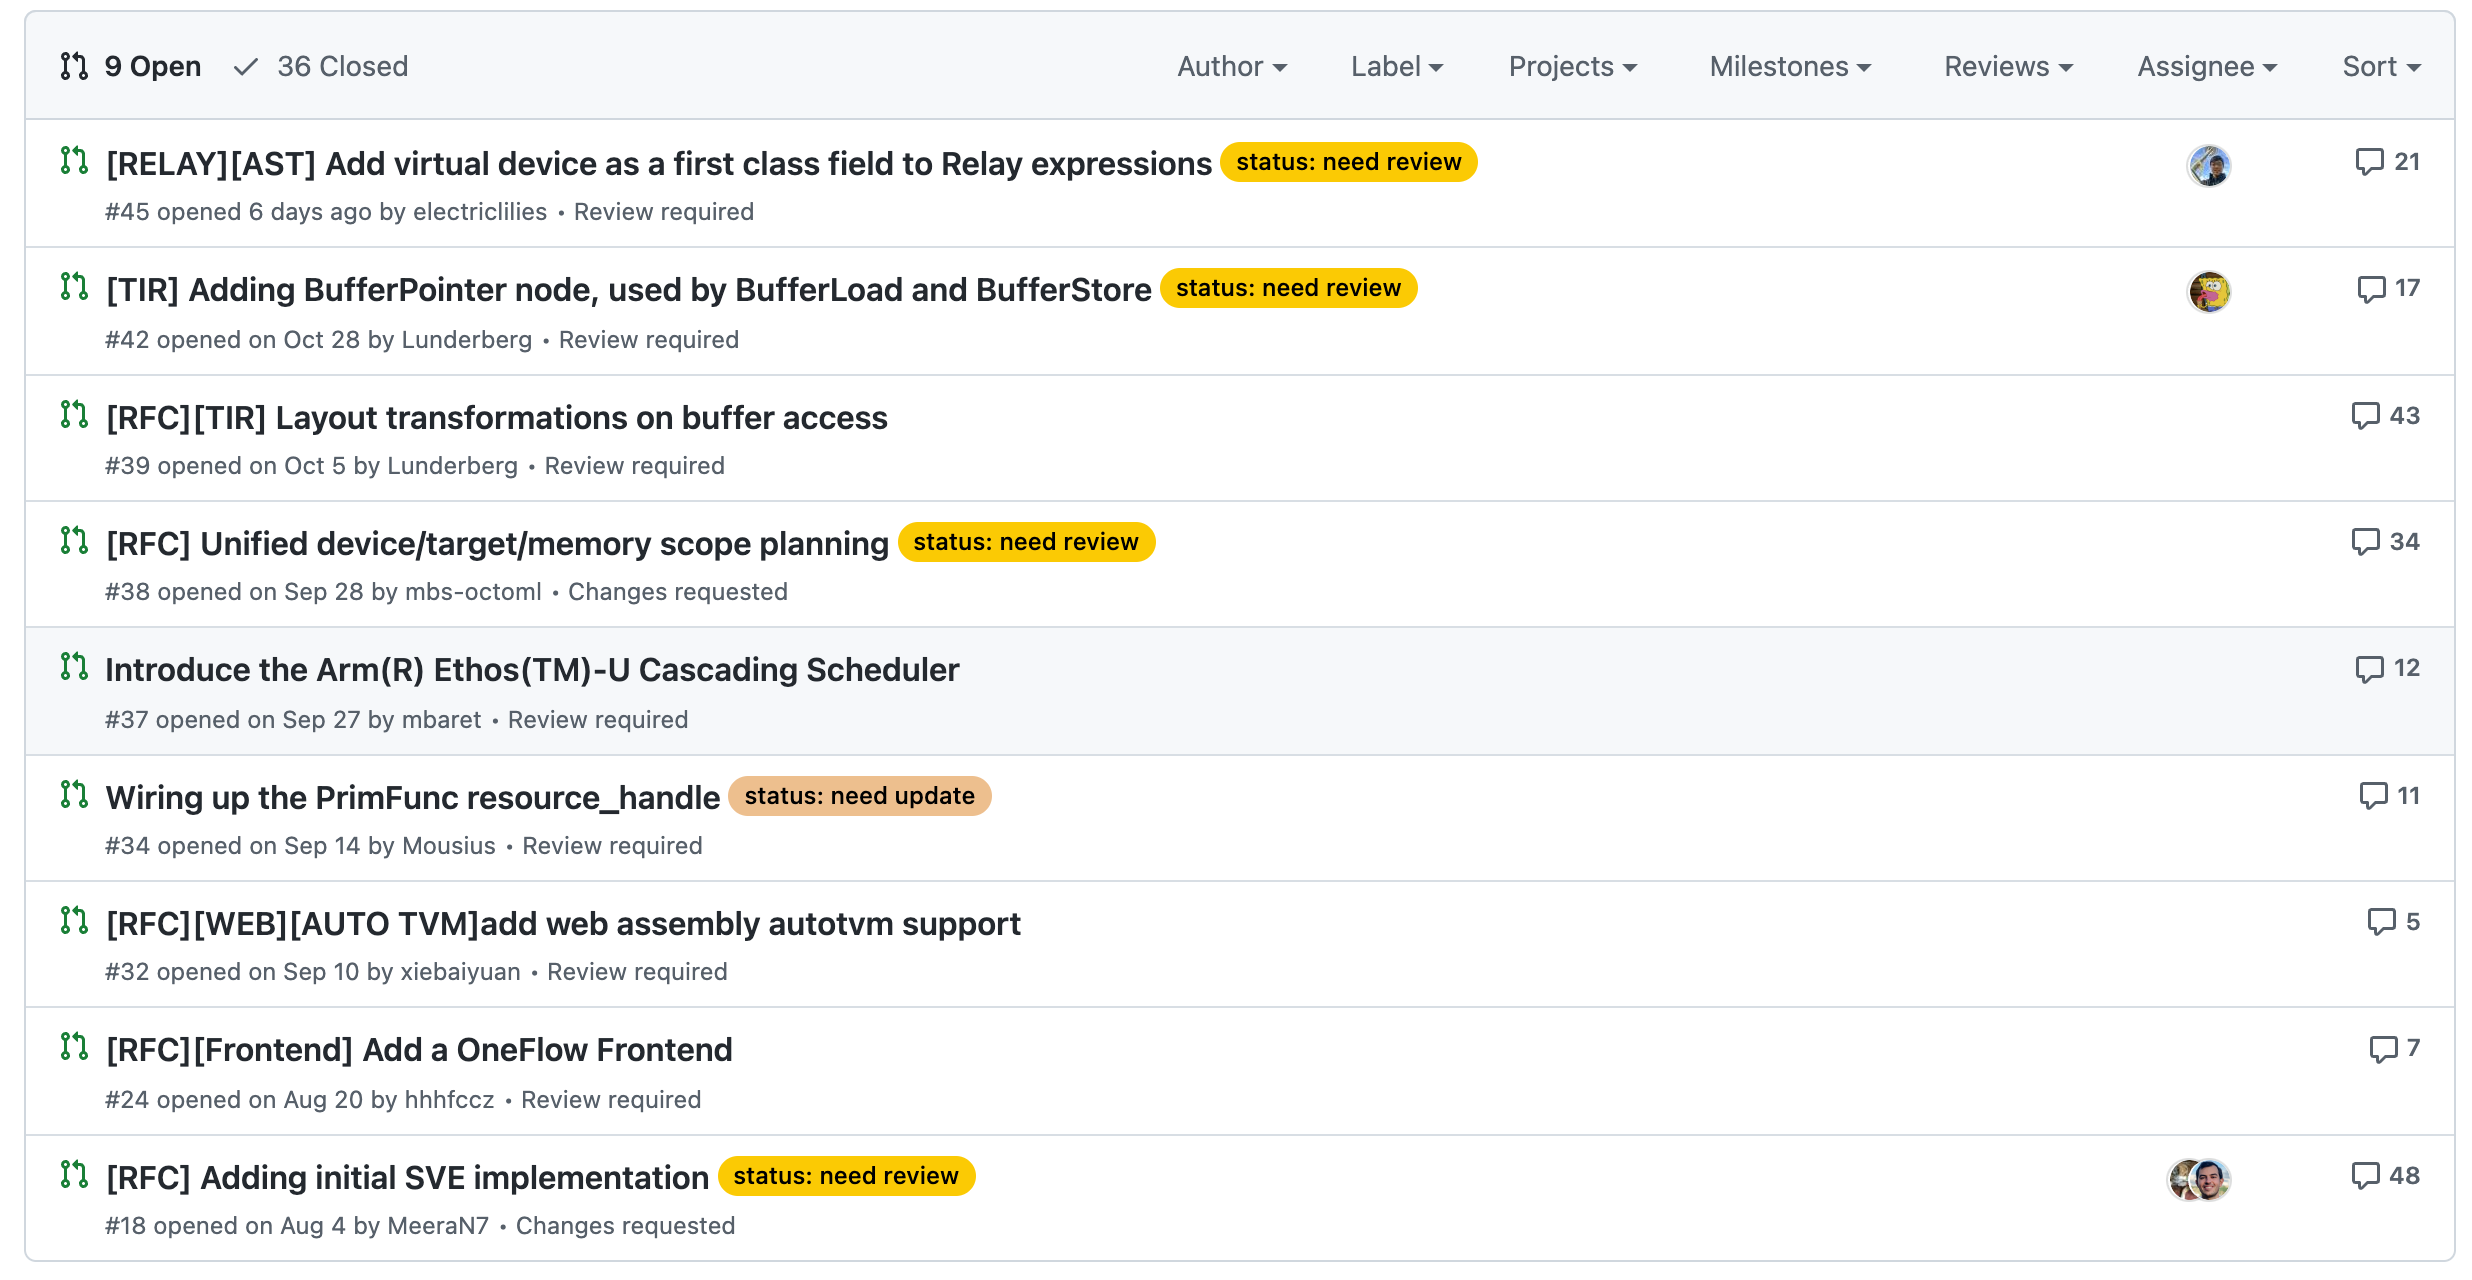 9 Open 36 Closed Author Label Projects Milestones Reviews Assignee Sort
[RELAY][AST] Add virtual device as a first class field to Relay expressions status: need review 21
#45 opened 6 days ago by electriclilies • Review required
[TIR] Adding BufferPointer node, used by BufferLoad and BufferStore status: need review 17
#42 opened on Oct 28 by Lunderberg • Review required
[RFC][TIR] Layout transformations on buffer access 43
#39 opened on Oct 5 by Lunderberg • Review required
[RFC] Unified device/target/memory scope planning status: need review 34
#38 opened on Sep 28 by mbs-octoml • Changes requested
Introduce the Arm(R) Ethos(TM)-U Cascading Scheduler 12
#37 opened on Sep 27 by mbaret • Review required
Wiring up the PrimFunc resource_handle status: need update 11
#34 opened on Sep 14 by Mousius • Review required
[RFC][WEB][AUTO TVM]add web assembly autotvm support 5
#32 opened on Sep 10 by xiebaiyuan • Review required
[RFC][Frontend] Add a OneFlow Frontend 7
#24 opened on Aug 20 by hhhfccz • Review required
[RFC] Adding initial SVE implementation status: need review 48
#18 opened on Aug 4 by MeeraN7 • Changes requested